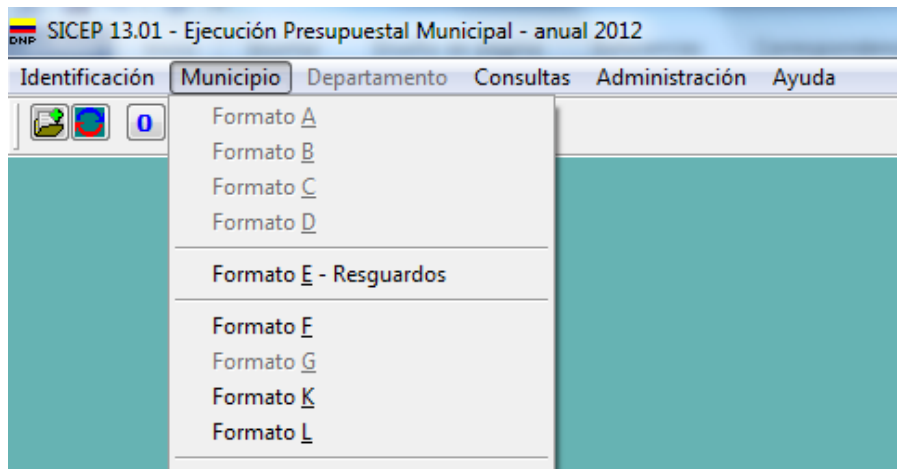 DNP SICEP 13.01 - Ejecución Presupuestal Municipal - anual 2012
Identificación Municipio Departamento Consultas Administración Ayuda
0
Formato A
Formato B
Formato C
Formato D
Formato E - Resguardos
Formato F
Formato G
Formato K
Formato L